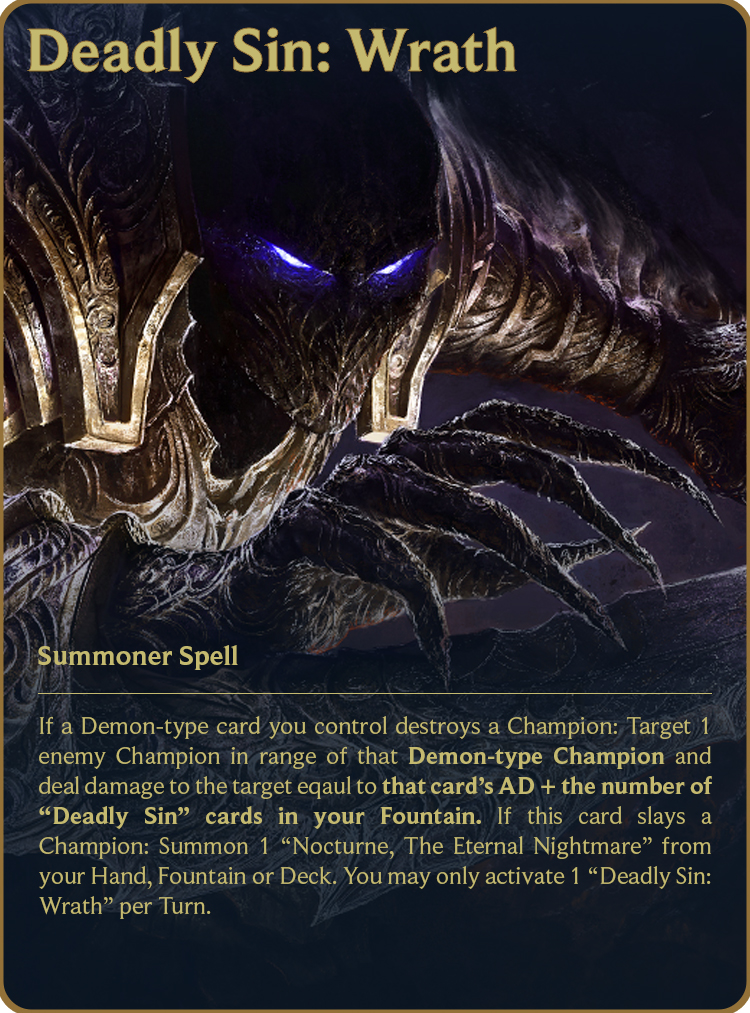 Deadly Sin: Wrath
Summoner Spell
If a Demon-type card you control destroys a Champion: Target 1
enemy Champion in range of that Demon-type Champion and
deal damage to the target eqaul to that card's AD + the number of
“Deadly Sin” cards in your Fountain. If this card slays a
Champion: Summon 1 “Nocturne, The Eternal Nightmare” from
your Hand, Fountain or Deck. You may only activate 1 “Deadly Sin:
Wrath” per Turn.